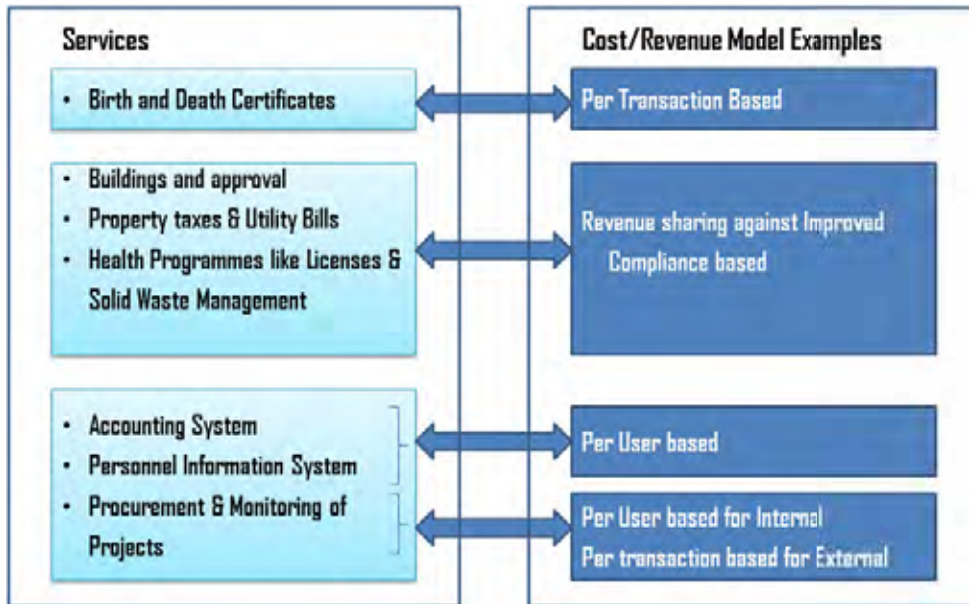 Services
• Birth and Death Certificates
• Buildings and approval
• Property taxes & Utility Bills
• Health Programmes like Licenses &
Solid Waste Management
• Accounting System
• Personnel Information System
• Procurement & Monitoring of
Projects
Cost/Revenue Model Examples
Per Transaction Based
Revenue sharing against Improved
Compliance based
Per User based
Per User based for Internal
Per transaction based for External